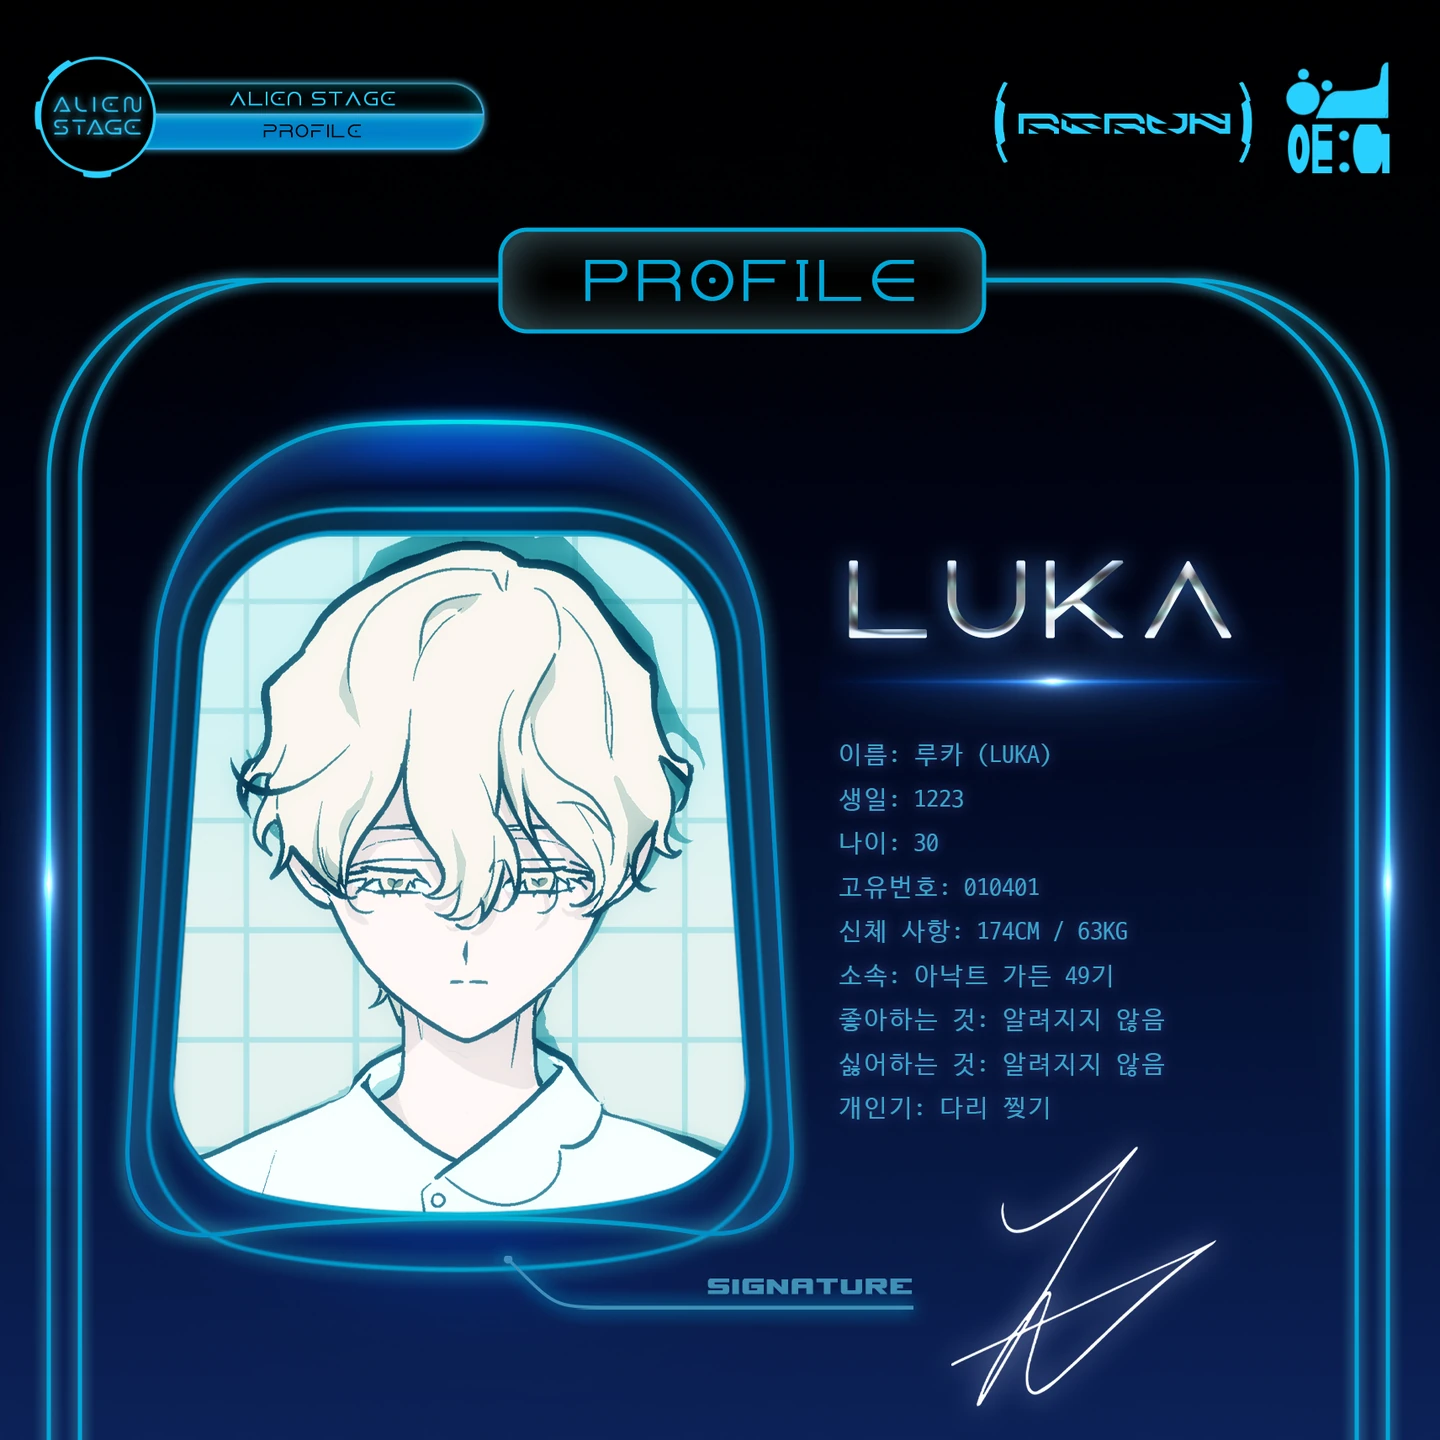 ALIEN
STAGE
ALIEN STAGE
PROFILE
RERUN
PROFILE
LUKA
이름: 루카 (LUKA)
생일: 1223
나이: 30
고유번호: 010401
신체 사항: 174CM / 63KG
소속: 아낙트 가든 49기
좋아하는 것: 알려지지 않음
싫어하는 것: 알려지지 않음
개인기: 다리 찢기
SIGNATURE